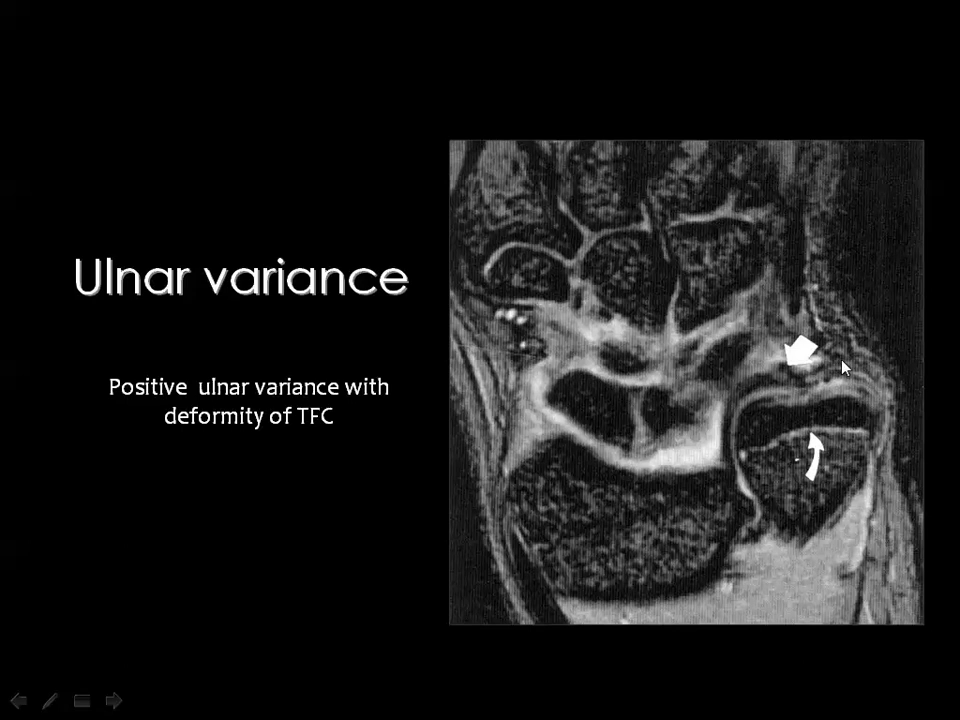 Ulnar variance
Positive ulnar variance with
deformity of TFC